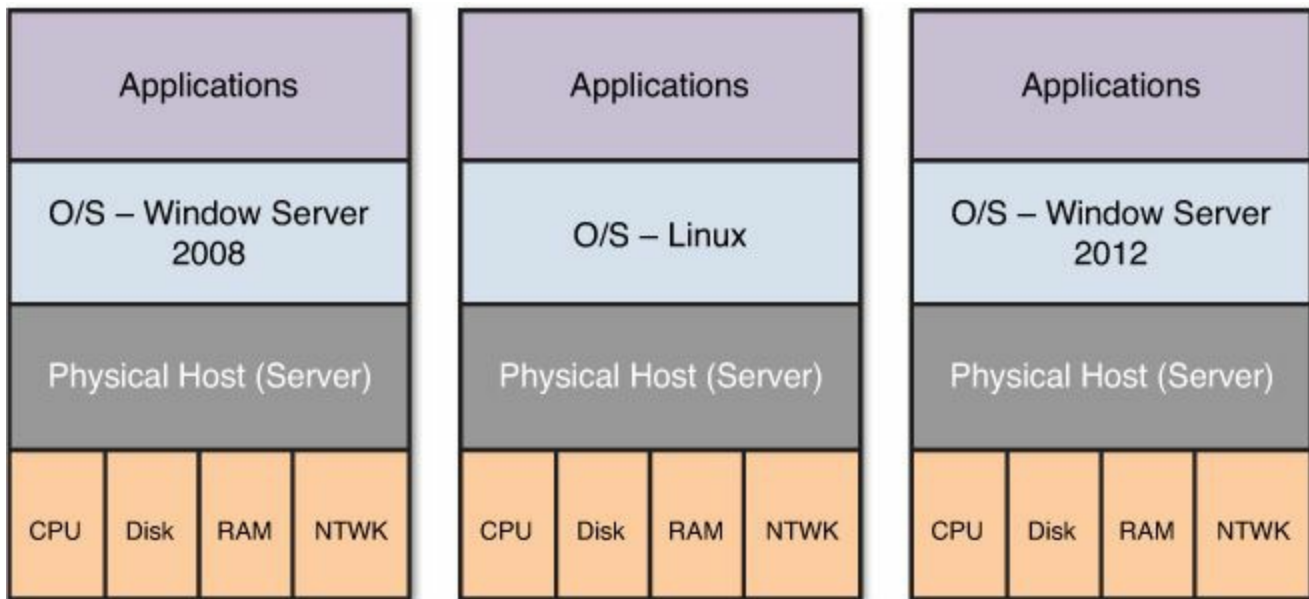 Applications
O/S – Window Server
2008
Physical Host (Server)
CPU
Disk
RAM
NTWK
Applications
O/S – Linux
Physical Host (Server)
CPU
Disk
RAM
NTWK
Applications
O/S – Window Server
2012
Physical Host (Server)
CPU
Disk
RAM
NTWK